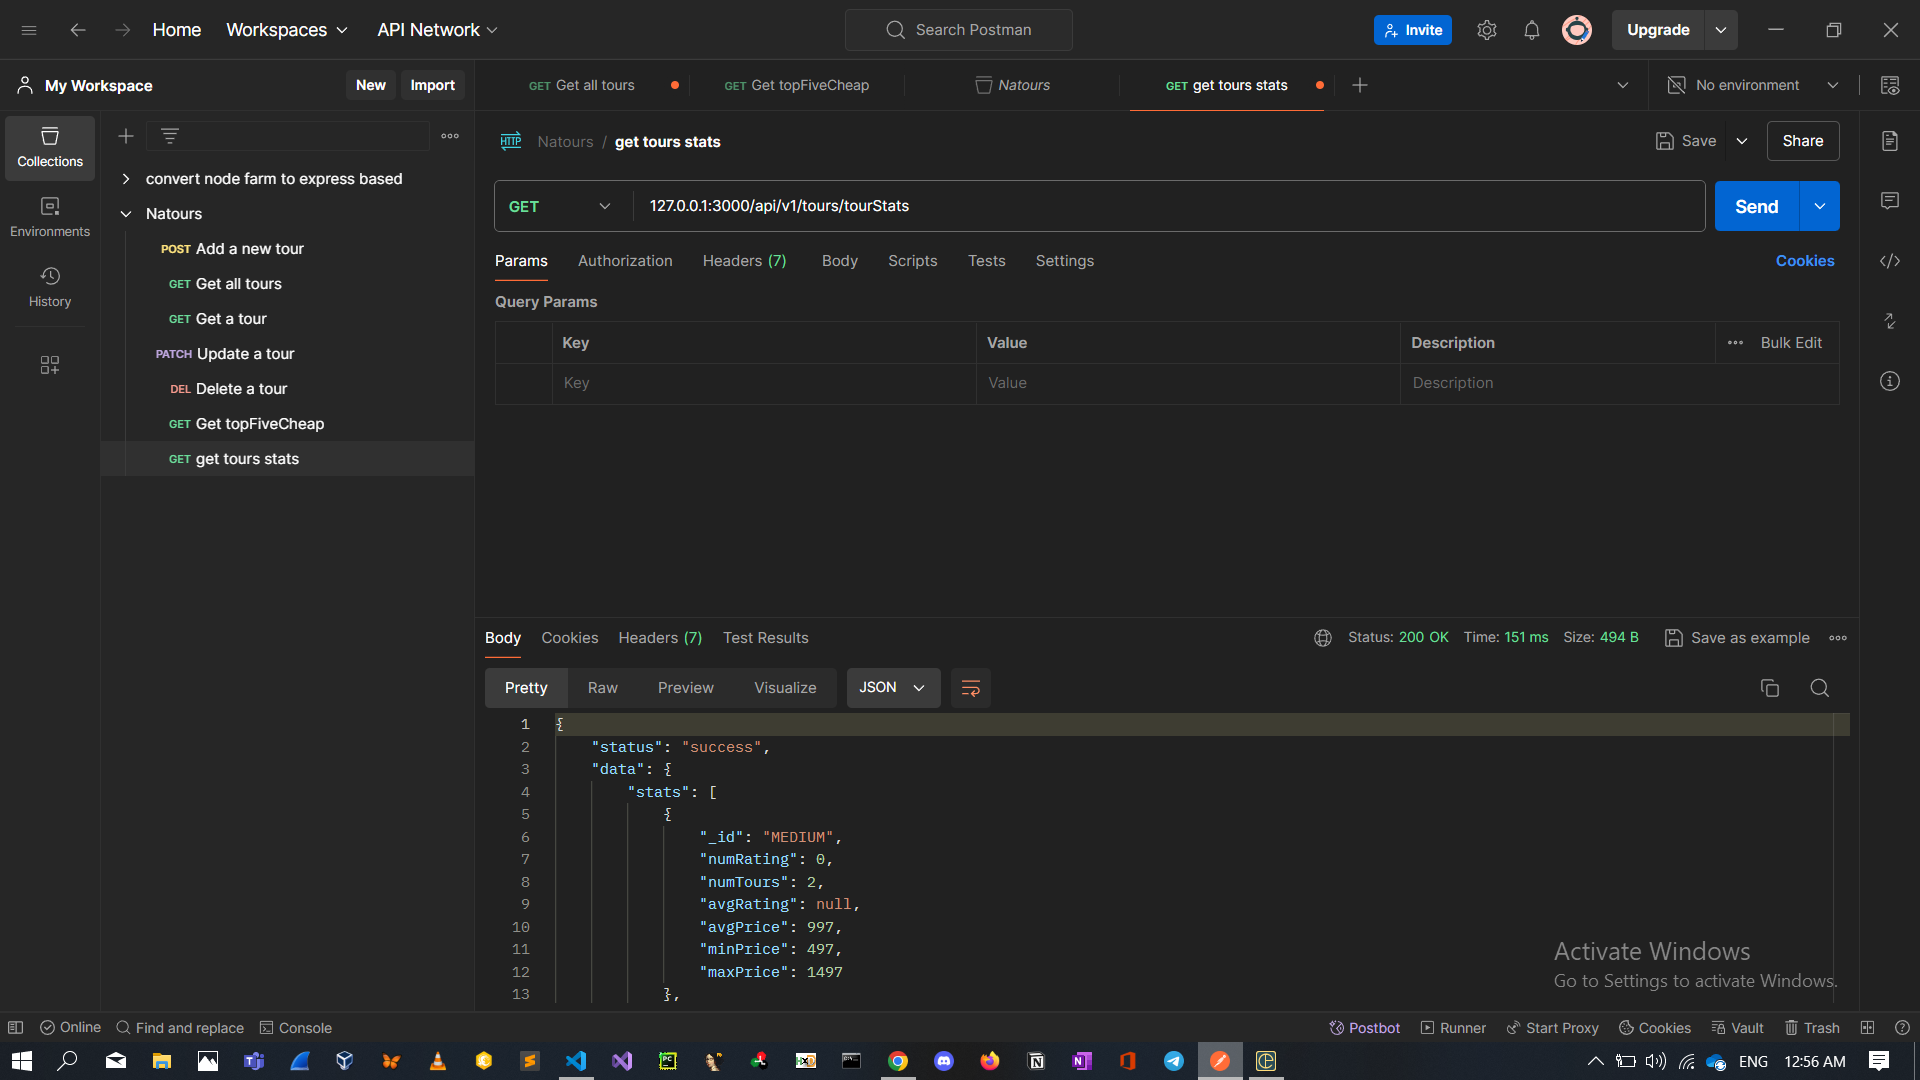 Home
Workspaces
API Network
Search Postman
Invite
Upgrade
My Workspace
New
Import
GET Get all tours
GET Get topFiveCheap
Natours
GET get tours stats
No environment
Collections
Environments
History
convert node farm to express based
Natours
POST Add a new tour
GET Get all tours
GET Get a tour
PATCH Update a tour
DEL Delete a tour
GET Get topFiveCheap
GET get tours stats
HTTP Natours / get tours stats
Save
Share
GET
127.0.0.1:3000/api/v1/tours/tourStats
Send
Params Authorization Headers (7) Body Scripts Tests Settings
Cookies
Query Params
Key Value Description ••• Bulk Edit
Key Value Description
Body Cookies Headers (7) Test Results
Status: 200 OK Time: 151 ms Size: 494 B
Save as example
Pretty Raw Preview Visualize JSON
1 {
2 "status": "success",
3 "data": {
4 "stats": [
5 {
6 "_id": "MEDIUM",
7 "numRating": 0,
8 "numTours": 2,
9 "avgRating": null,
10 "avgPrice": 997,
11 "minPrice": 497,
12 "maxPrice": 1497
13 },
Activate Windows
Go to Settings to activate Windows.
Online Find and replace Console
Postbot Runner Start Proxy Cookies Vault Trash
ENG 12:56 AM